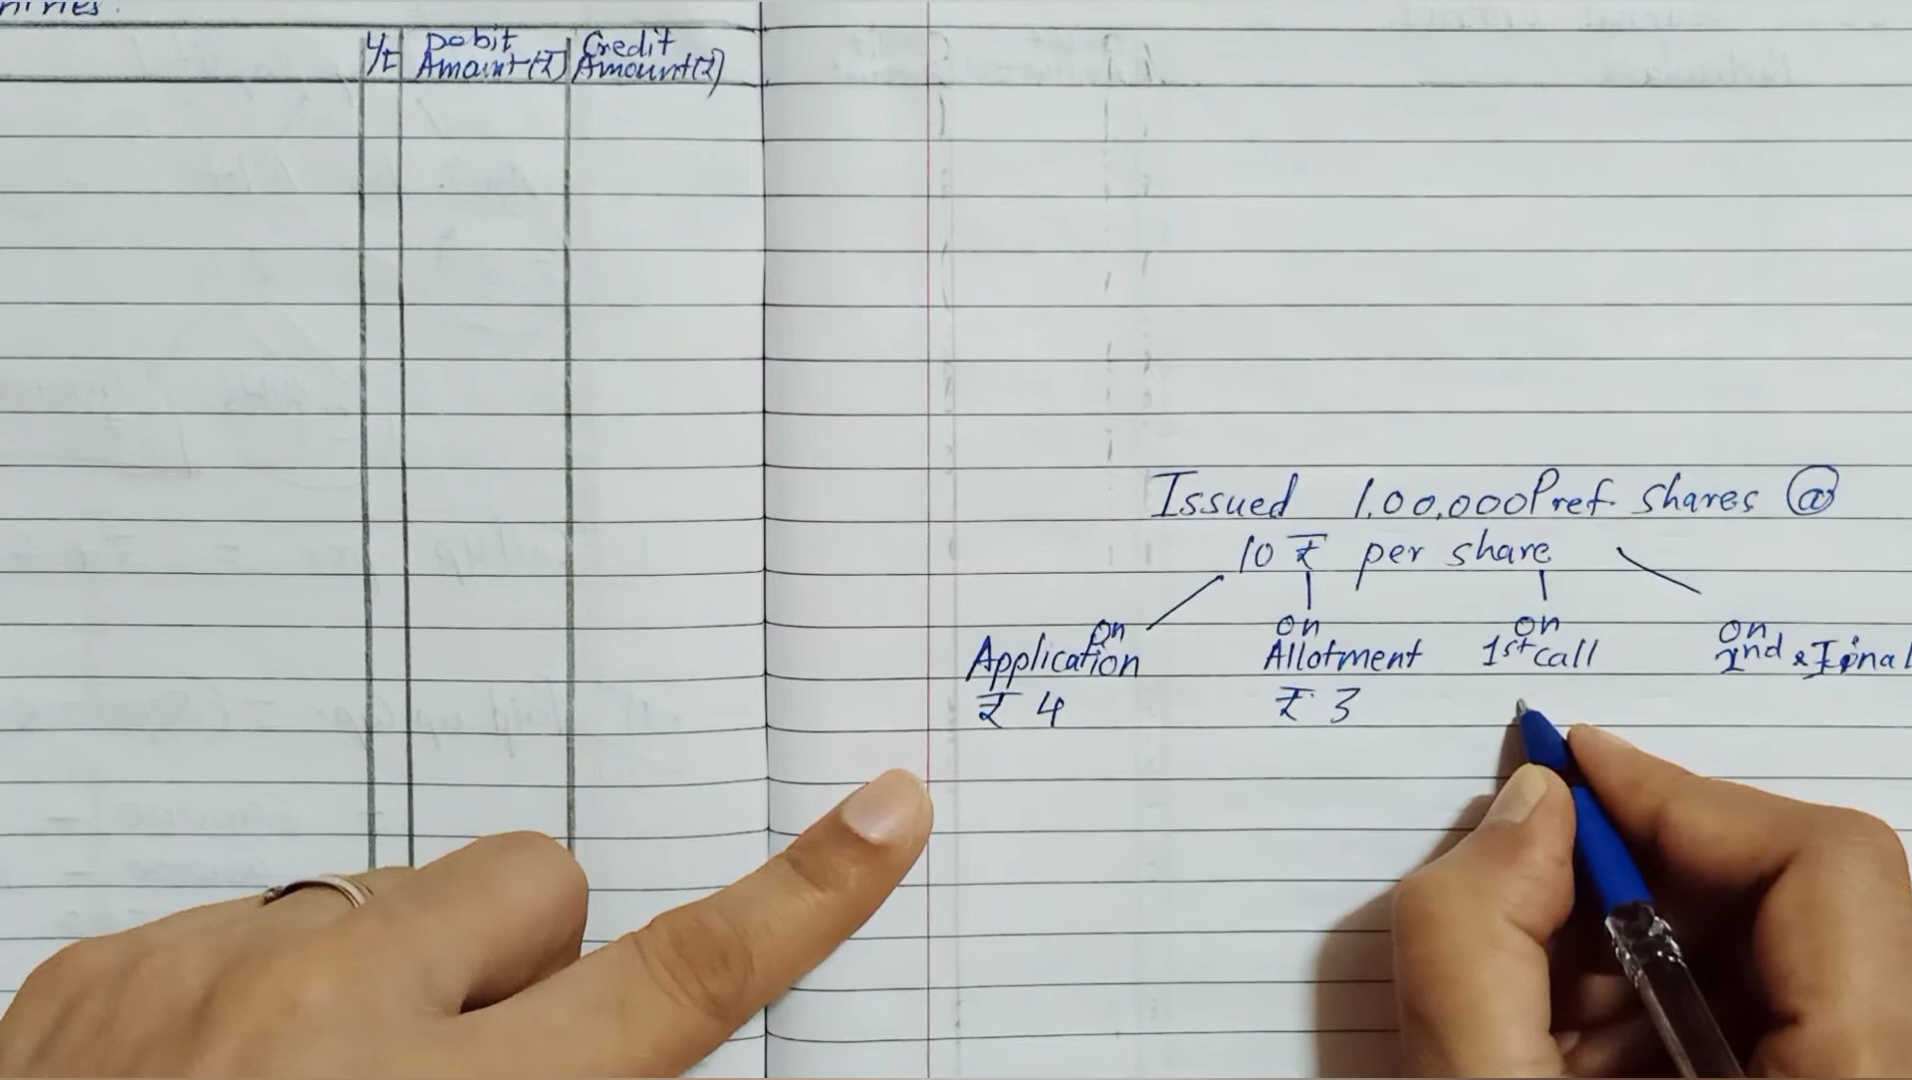 L/F Debit Credit
Amount(₹) Amount(₹)
Issued 1,00,000 Pref. shares @
10 ₹ per share
on on on on
Application Allotment 1st call 2nd & Final
₹ 4 ₹ 3